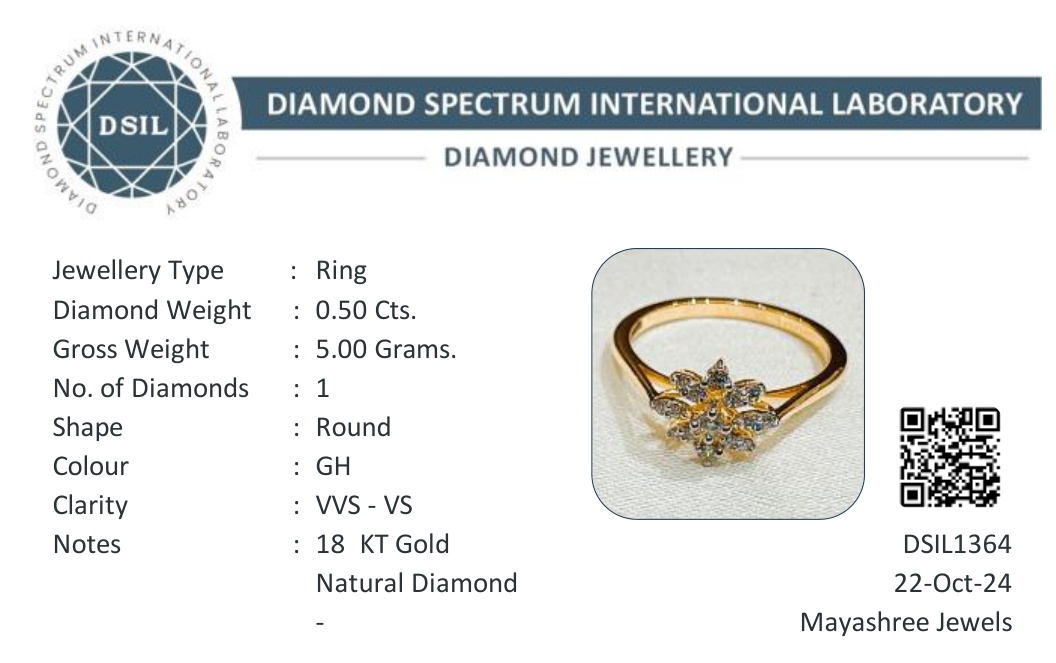 DIAMOND SPECTRUM INTERNATIONAL LABORATORY
DSIL
DIAMOND SPECTRUM INTERNATIONAL LABORATORY
DIAMOND JEWELLERY
Jewellery Type : Ring
Diamond Weight : 0.50 Cts.
Gross Weight : 5.00 Grams.
No. of Diamonds : 1
Shape : Round
Colour : GH
Clarity : VVS - VS
Notes : 18 KT Gold
Natural Diamond
-
DSIL1364
22-Oct-24
Mayashree Jewels